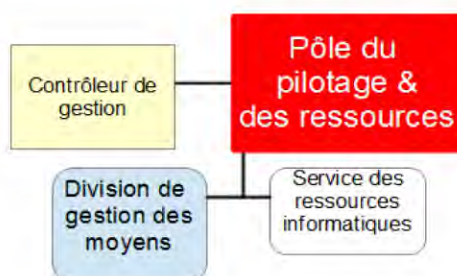 Pôle du
pilotage &
des ressources
Contrôleur de
gestion
Division de
gestion des
moyens
Service des
ressources
informatiques